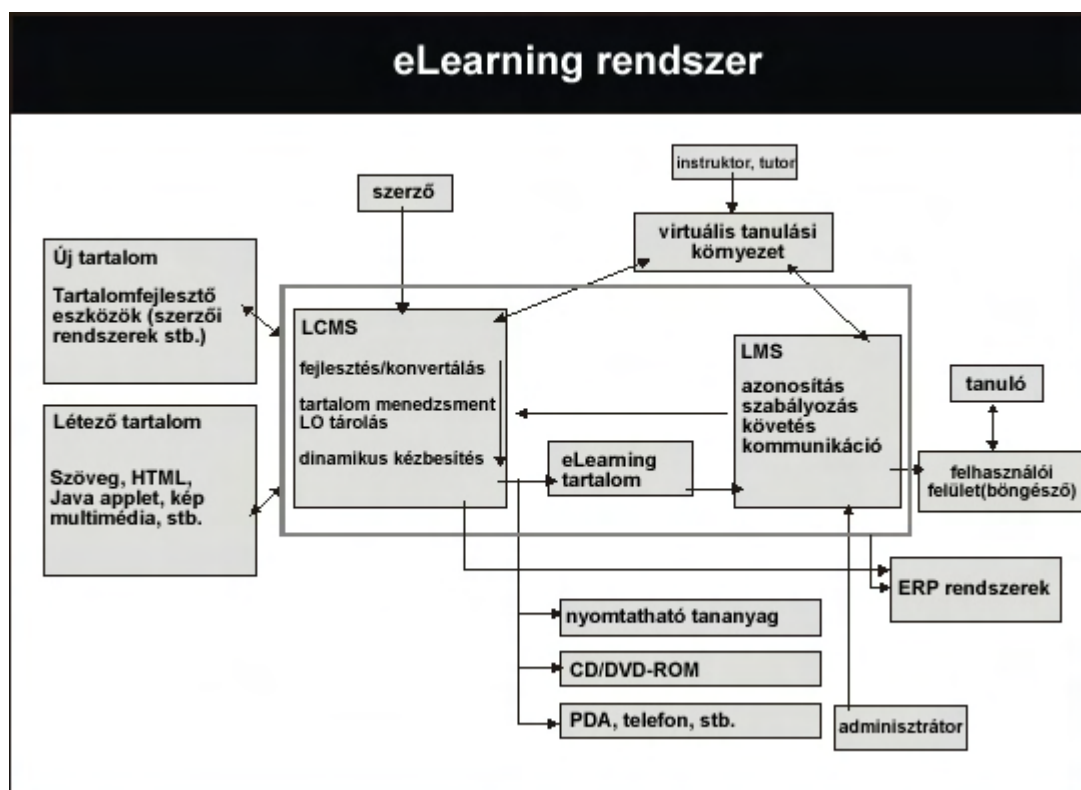 eLearning rendszer
instruktor, tutor
szerző
virtuális tanulási
környezet
Új tartalom
Tartalomfejlesztő
eszközök (szerzői
rendszerek stb.)
LCMS
fejlesztés/konvertálás
tartalom menedzsment
LO tárolás
dinamikus kézbesítés
LMS
azonosítás
szabályozás
követés
kommunikáció
tanuló
Létező tartalom
Szöveg, HTML,
Java applet, kép
multimédia, stb.
eLearning
tartalom
felhasználói
felület(böngésző)
ERP rendszerek
nyomtatható tananyag
CD/DVD-ROM
PDA, telefon, stb.
adminisztrátor